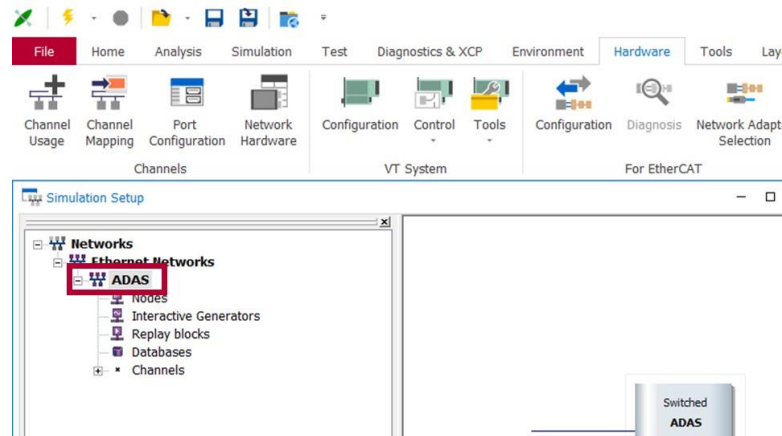 File Home Analysis Simulation Test Diagnostics & XCP Environment Hardware Tools Lay
Channel Usage
Channel Mapping
Port Configuration
Network Hardware
Configuration
Control
Tools
Configuration
Diagnosis
Network Adapt
Selection
Channels
VT System
For EtherCAT
Simulation Setup
Networks
Ethernet Networks
ADAS
Nodes
Interactive Generators
Replay blocks
Databases
Channels
Switched
ADAS